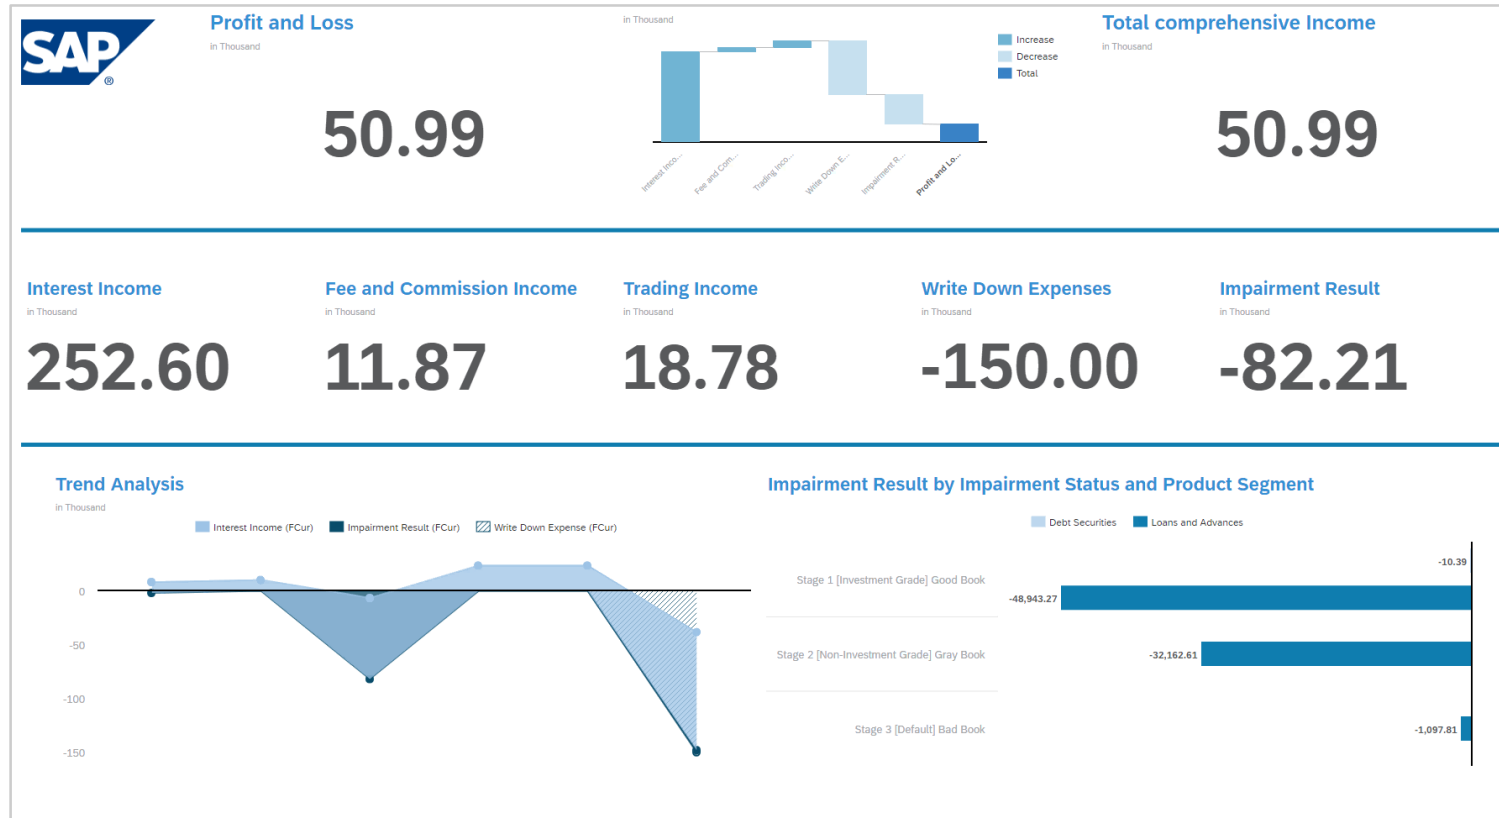 SAP
®
Profit and Loss
in Thousand
50.99
in Thousand
Increase
Decrease
Total
Interest Inco...
Fee and Com...
Trading Inco...
Write Down E...
Impairment R...
Profit and Lo...
Total comprehensive Income
in Thousand
50.99
Interest Income
in Thousand
252.60
Fee and Commission Income
in Thousand
11.87
Trading Income
in Thousand
18.78
Write Down Expenses
in Thousand
-150.00
Impairment Result
in Thousand
-82.21
Trend Analysis
in Thousand
Interest Income (FCur)
Impairment Result (FCur)
Write Down Expense (FCur)
0
-50
-100
-150
Impairment Result by Impairment Status and Product Segment
Debt Securities
Loans and Advances
Stage 1 [Investment Grade] Good Book
-10.39
-48,943.27
Stage 2 [Non-Investment Grade] Gray Book
-32,162.61
Stage 3 [Default] Bad Book
-1,097.81